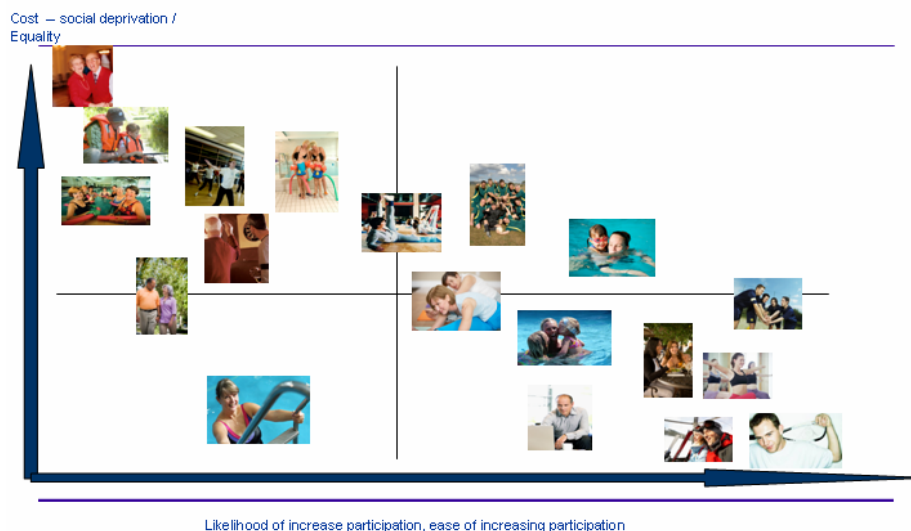 Cost – social deprivation /
Equality
Likelihood of increase participation, ease of increasing participation